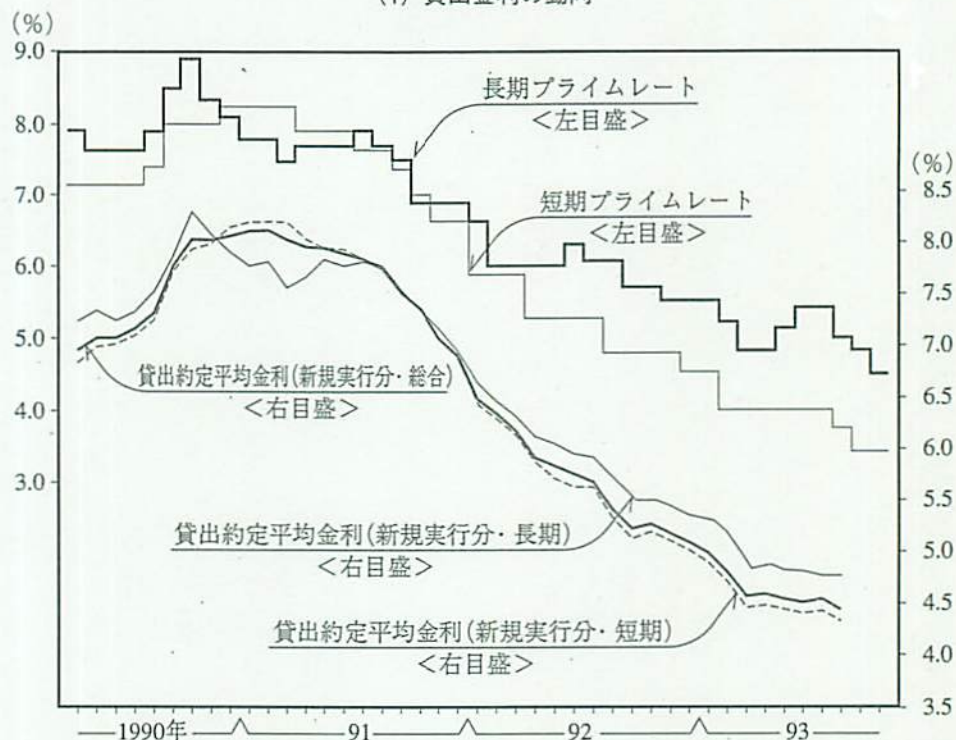 (%)
9.0
8.0
7.0
6.0
5.0
4.0
3.0
長期プライムレート
<左目盛>
短期プライムレート
<左目盛>
貸出約定平均金利(新規実行分・総合)
<右目盛>
貸出約定平均金利(新規実行分・長期)
<右目盛>
貸出約定平均金利(新規実行分・短期)
<右目盛>
(%)
8.5
8.0
7.5
7.0
6.5
6.0
5.5
5.0
4.5
4.0
3.5
1990年 91 92 93